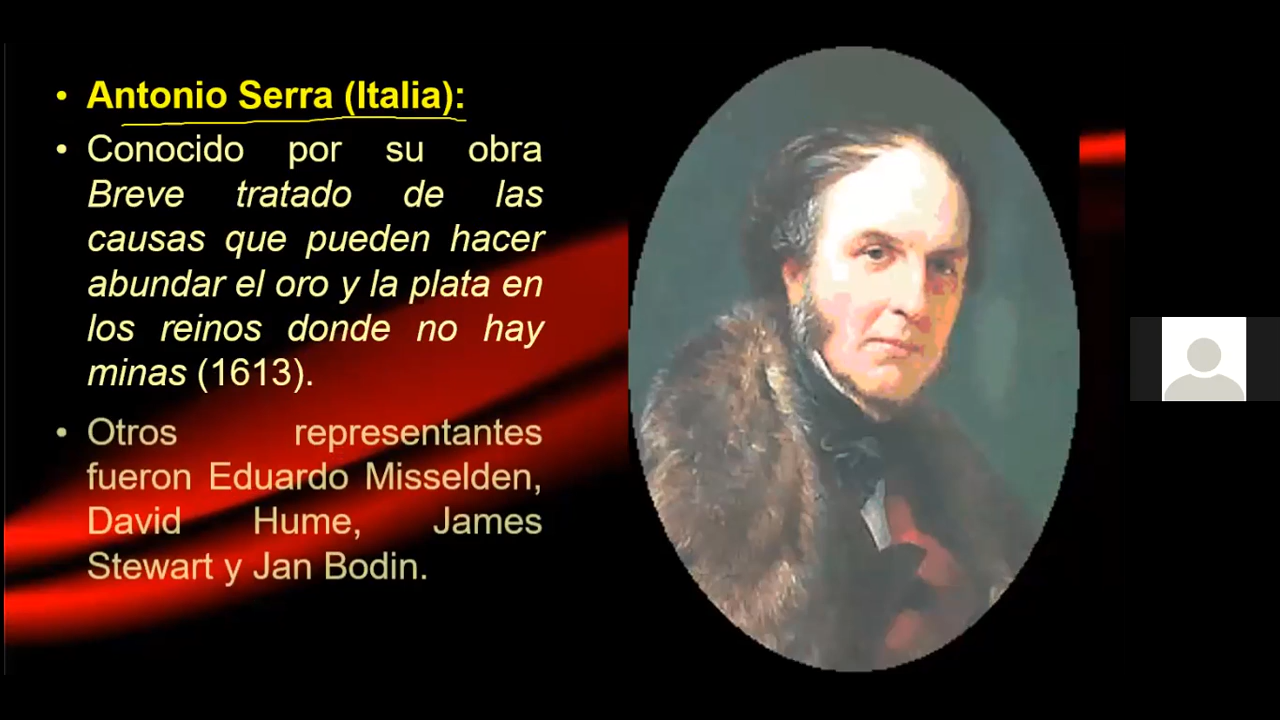 Antonio Serra (Italia):
Conocido por su obra
Breve tratado de las
causas que pueden hacer
abundar el oro y la plata en
los reinos donde no hay
minas (1613).
Otros representantes
fueron Eduardo Misselden,
David Hume, James
Stewart y Jan Bodin.